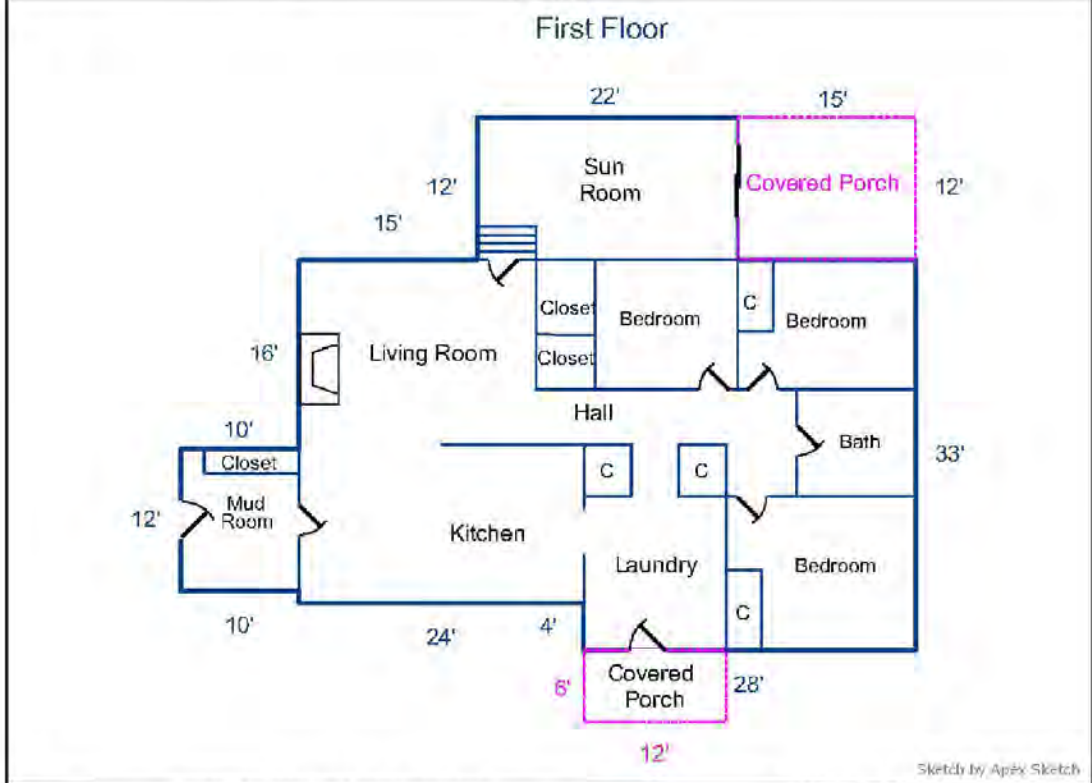 First Floor
22'
15'
Sun
Room
12'
Covered Porch
12'
15'
Closet
Bedroom
C
Bedroom
16'
Living Room
Closet
Hall
10'
Closet
C
C
Bath
33'
Mud
Room
12'
Kitchen
Laundry
Bedroom
C
10'
24'
4'
Covered
Porch
6'
28'
12'
Sketch by Apex Sketch